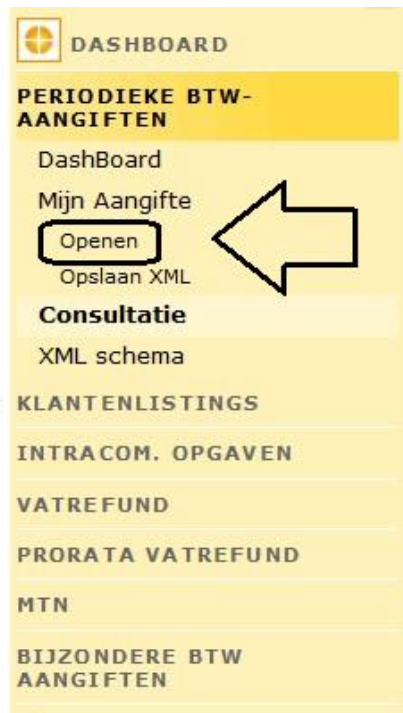 DASHBOARD
PERIODIEKE BTW-
AANGIFTEN
DashBoard
Mijn Aangifte
Openen
Opslaan XML
Consultatie
XML schema
KLANTENLISTINGS
INTRACOM. OPGAVEN
VATREFUND
PRORATA VATREFUND
MTN
BIJZONDERE BTW
AANGIFTEN